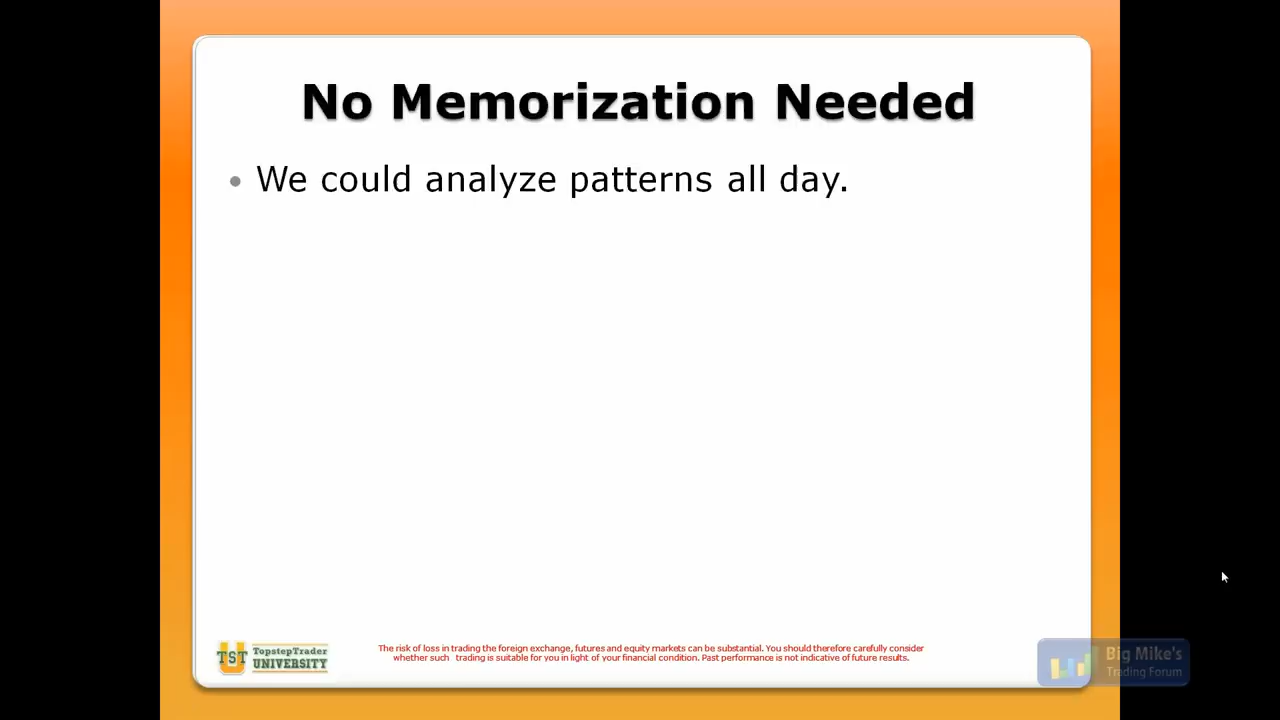 No Memorization Needed
We could analyze patterns all day.
TST U
TopstepTrader
UNIVERSITY
The risk of loss in trading the foreign exchange, futures and equity markets can be substantial. You should therefore carefully consider
whether such trading is suitable for you in light of your financial condition. Past performance is not indicative of future results.
Big Mike's
Trading Forum